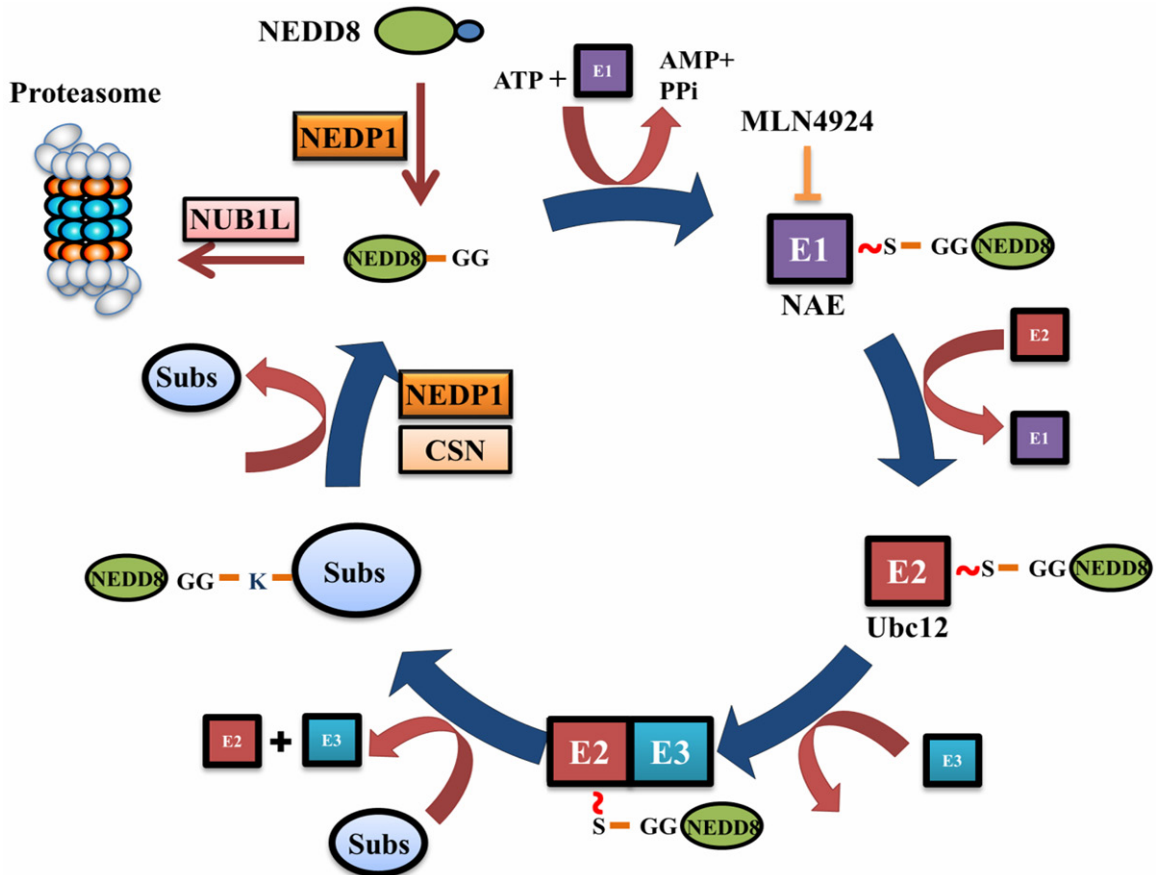 NEDD8
Proteasome
ATP +
E1
AMP+
PPi
MLN4924
NEDP1
NUB1L
NEDD8
GG
E1
~S
GG
NEDD8
NAE
E2
E1
Subs
NEDP1
CSN
NEDD8
GG
K
Subs
E2
~S
GG
NEDD8
Ubc12
E2
+
E3
E2
E3
E3
~
S
GG
NEDD8
Subs